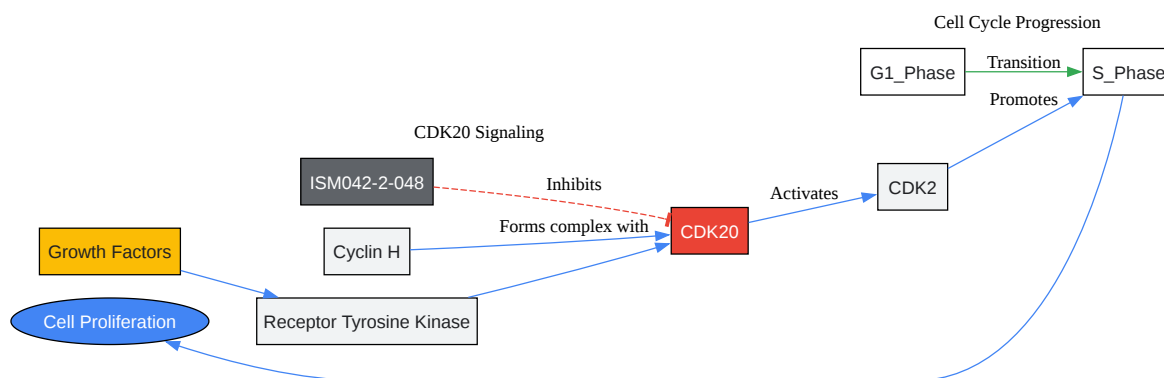 Cell Cycle Progression
G1_Phase
Transition
S_Phase
Promotes
CDK20 Signaling
ISM042-2-048
Inhibits
CDK2
Activates
Forms complex with
CDK20
Cyclin H
Growth Factors
Cell Proliferation
Receptor Tyrosine Kinase